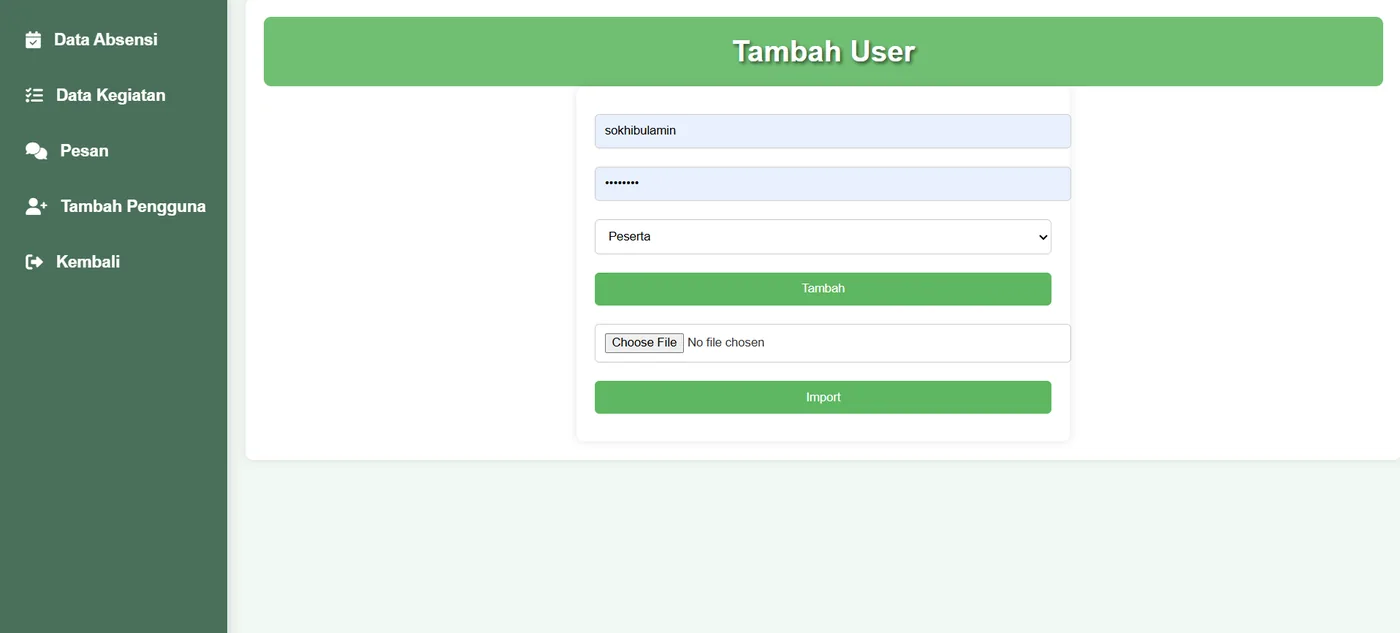 Data Absensi
Data Kegiatan
Pesan
Tambah Pengguna
Kembali
Tambah User
sokhibulamin
••••••••
Peserta
Tambah
Choose File No file chosen
Import